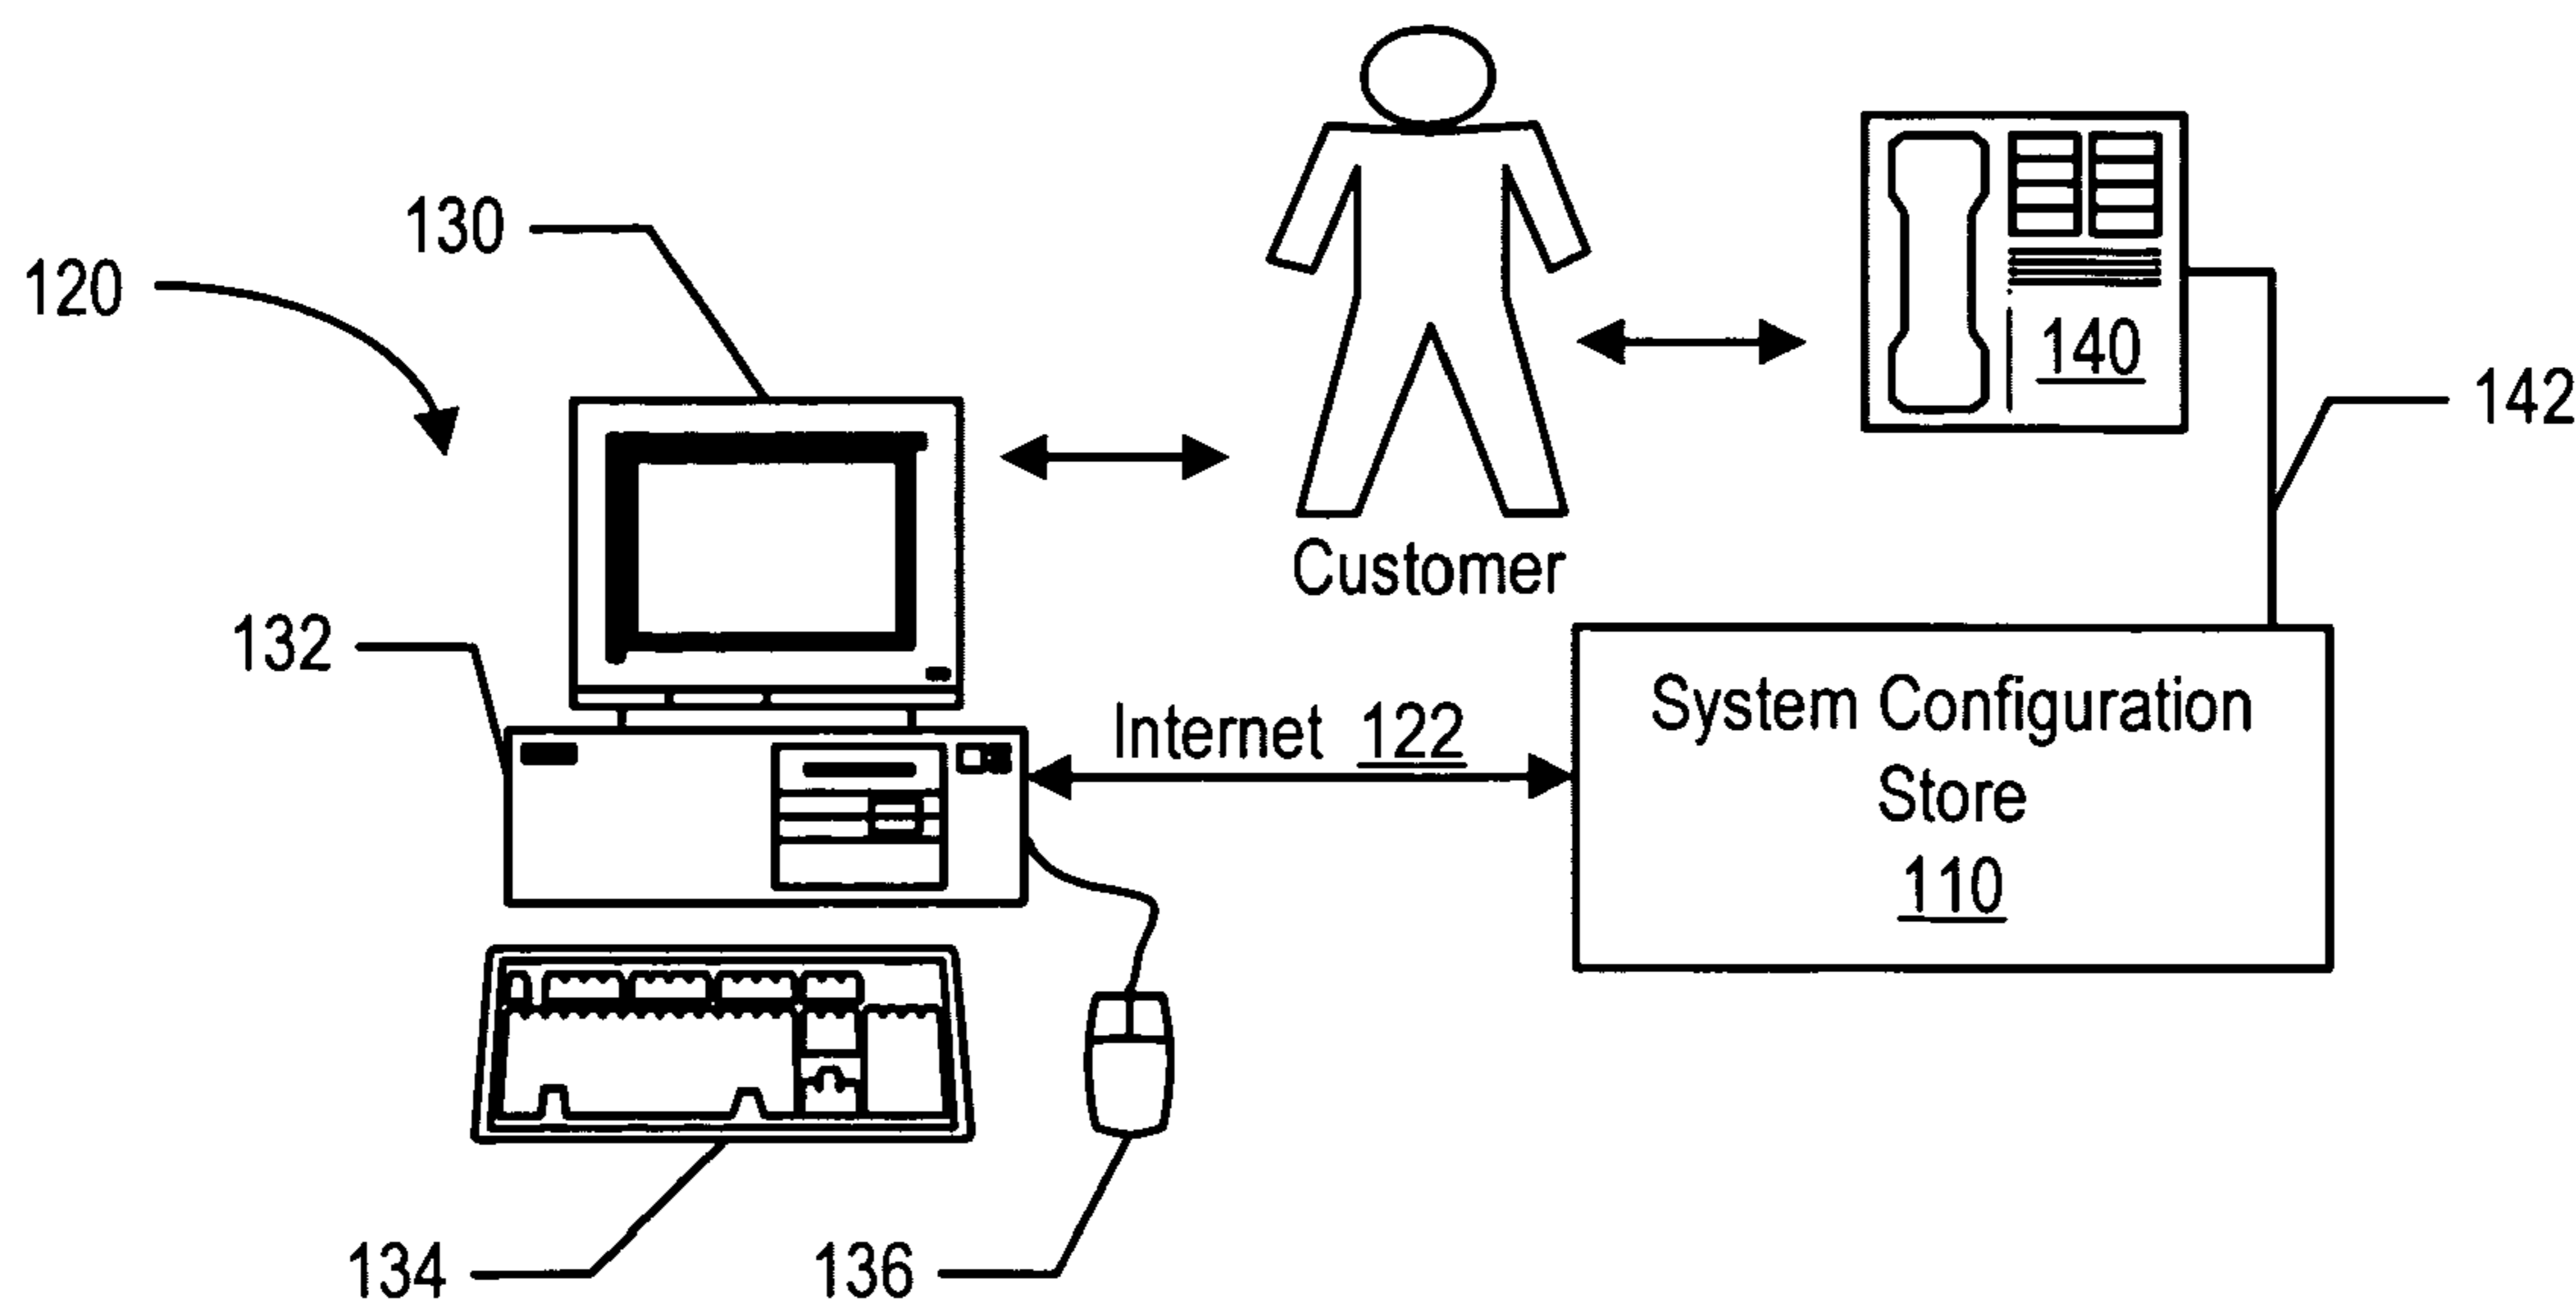 130
120
140
142
Customer
132
Internet 122
System Configuration
Store
110
134
136